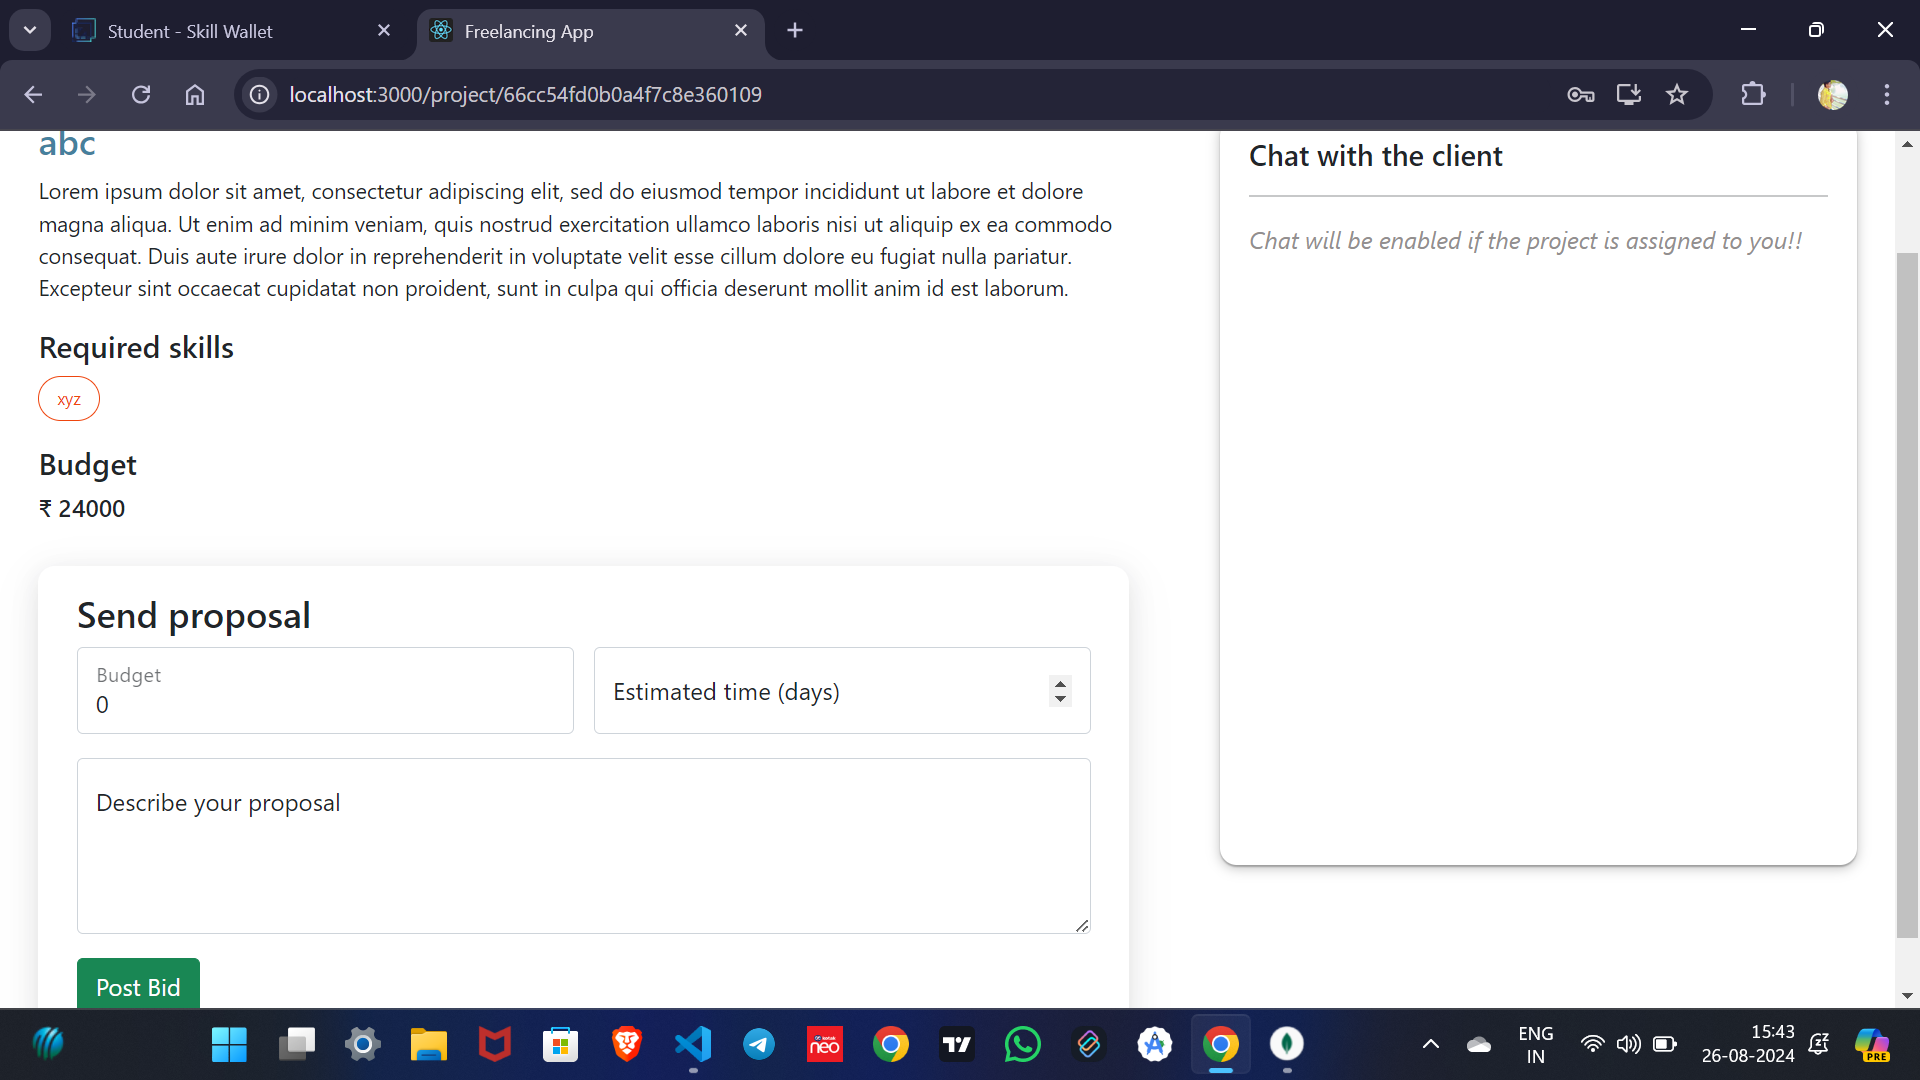 Student - Skill Wallet
Freelancing App
localhost:3000/project/66cc54fd0b0a4f7c8e360109
abc
Lorem ipsum dolor sit amet, consectetur adipiscing elit, sed do eiusmod tempor incididunt ut labore et dolore
magna aliqua. Ut enim ad minim veniam, quis nostrud exercitation ullamco laboris nisi ut aliquip ex ea commodo
consequat. Duis aute irure dolor in reprehenderit in voluptate velit esse cillum dolore eu fugiat nulla pariatur.
Excepteur sint occaecat cupidatat non proident, sunt in culpa qui officia deserunt mollit anim id est laborum.
Required skills
xyz
Budget
₹ 24000
Send proposal
Budget
0
Estimated time (days)
Describe your proposal
Post Bid
Chat with the client
Chat will be enabled if the project is assigned to you!!
kotak
neo
ENG
IN
15:43
26-08-2024
PRE